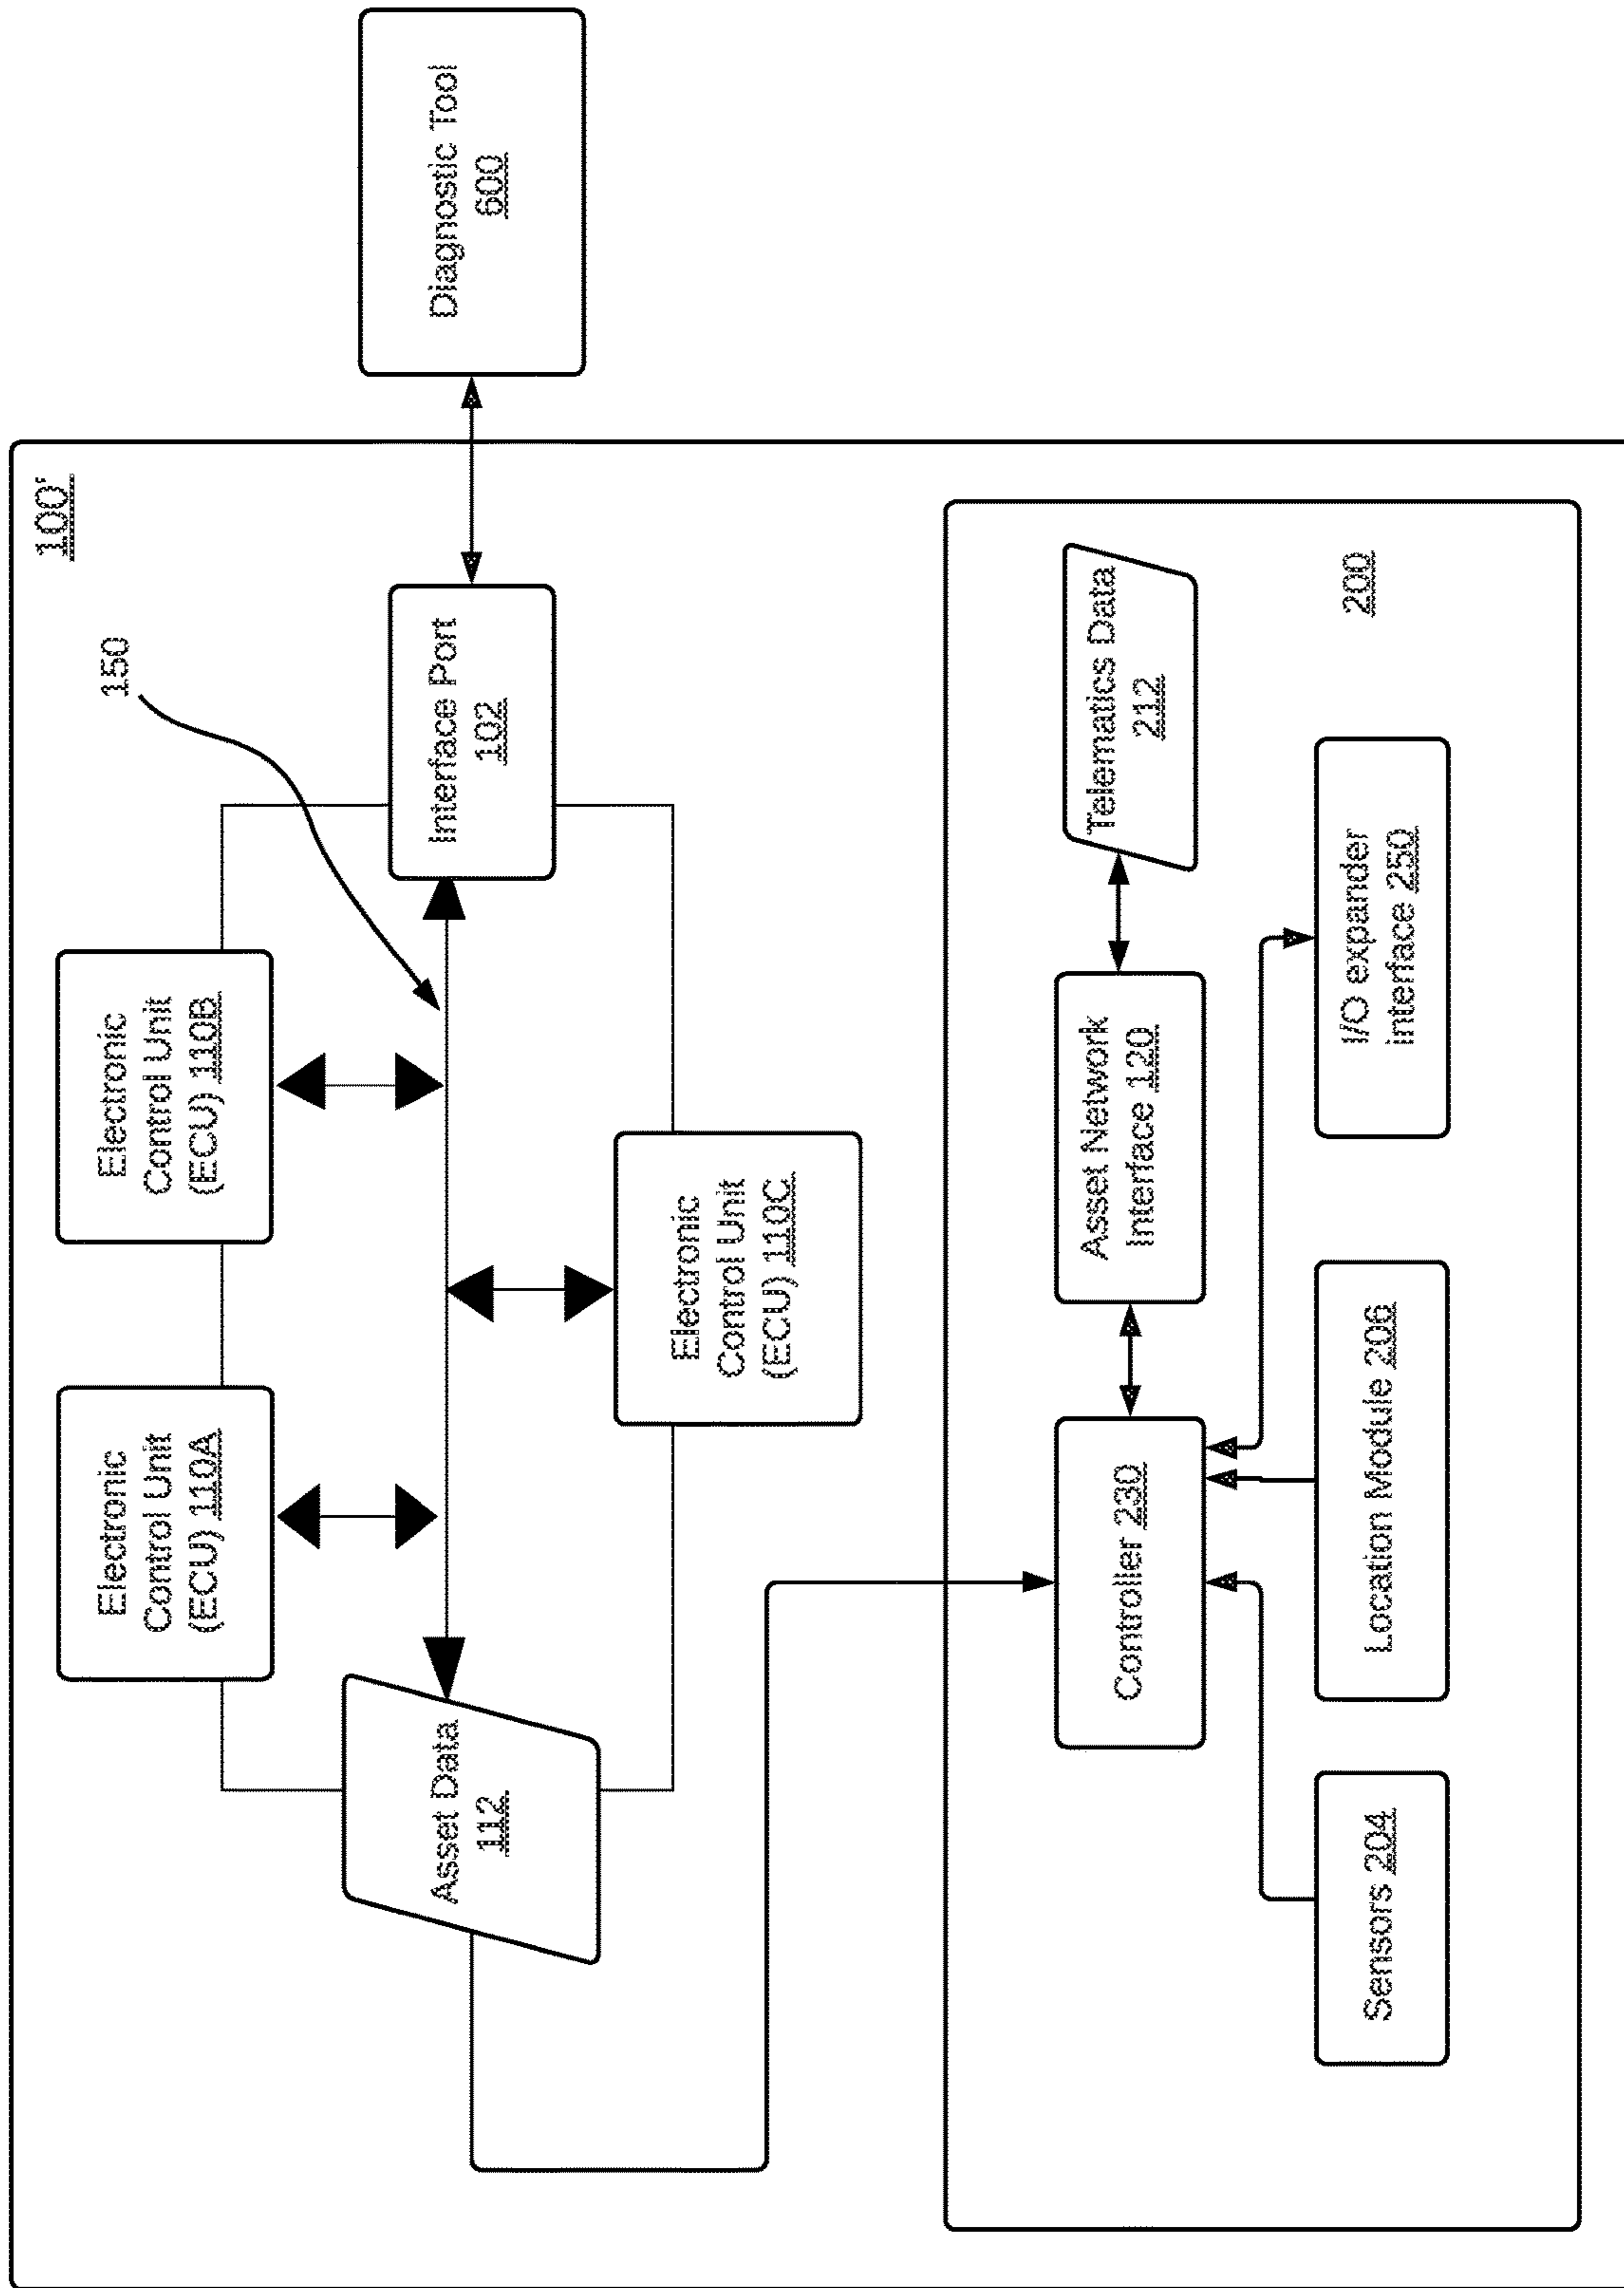 100'
Electronic
Control Unit
(ECU) 110A
Electronic
Control Unit
(ECU) 110B
150
Asset Data
112
Interface Port
102
Diagnostic Tool
600
Electronic
Control Unit
(ECU) 110C
Controller 230
Asset Network
Interface 120
Telematics Data
212
Sensors 204
Location Module 206
I/O expander
interface 250
200